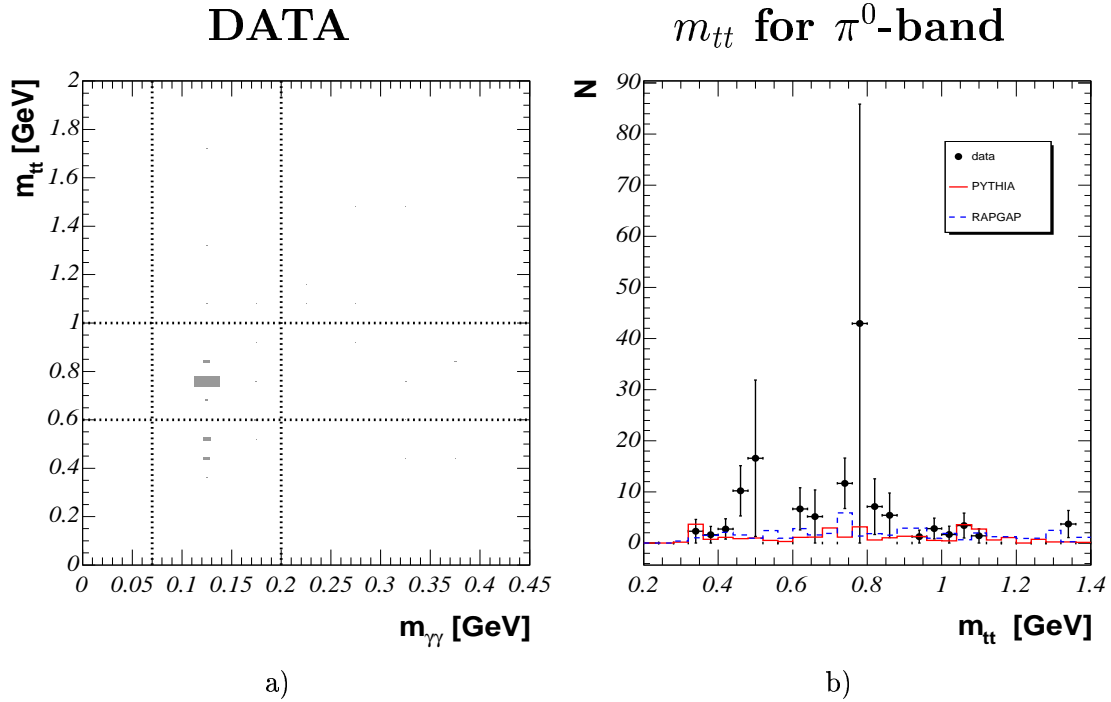 DATA
m_tt [GeV]
2
1.8
1.6
1.4
1.2
1
0.8
0.6
0.4
0.2
0
0 0.05 0.1 0.15 0.2 0.25 0.3 0.35 0.4 0.45
m_γγ [GeV]
a)
m_tt for π⁰-band
N
90
80
70
60
50
40
30
20
10
0
data
PYTHIA
RAPGAP
0.2 0.4 0.6 0.8 1 1.2 1.4
m_tt [GeV]
b)